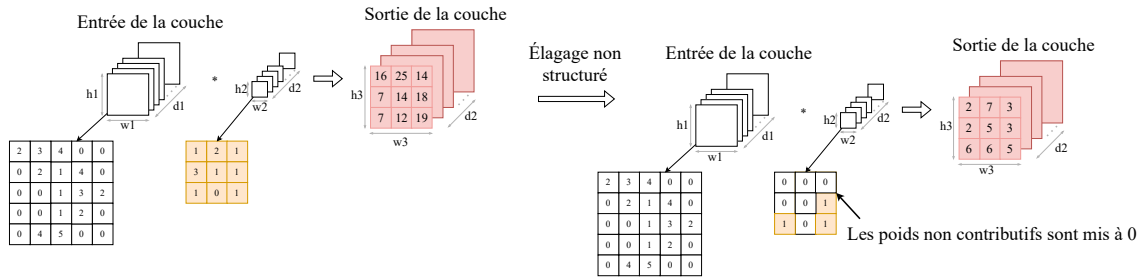 Entrée de la couche
h1
w1
d1
*
h2
w2
d2
Sortie de la couche
16 25 14
7 14 18
7 12 19
h3
w3
d2
2 3 4 0 0
0 2 1 4 0
0 0 1 3 2
0 0 1 2 0
0 4 5 0 0
1 2 1
3 1 1
1 0 1
Élagage non
structuré
Entrée de la couche
h1
w1
d1
*
h2
w2
d2
Sortie de la couche
2 7 3
2 5 3
6 6 5
h3
w3
d2
2 3 4 0 0
0 2 1 4 0
0 0 1 3 2
0 0 1 2 0
0 4 5 0 0
0 0 0
0 0 1
1 0 1
Les poids non contributifs sont mis à 0